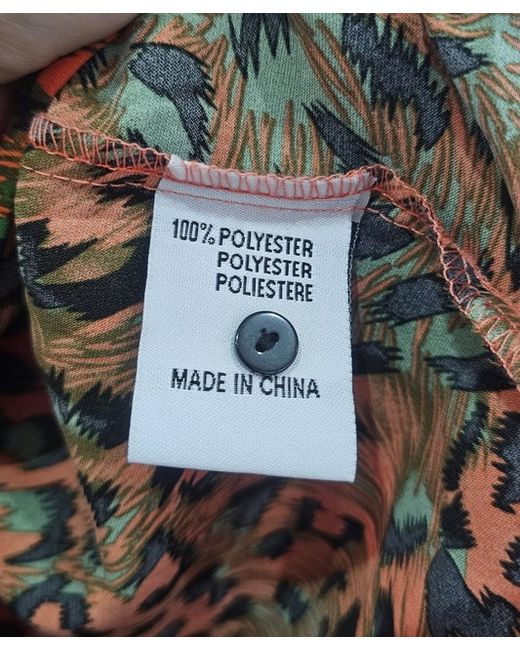 100% POLYESTER
POLYESTER
POLIESTERE
MADE IN CHINA